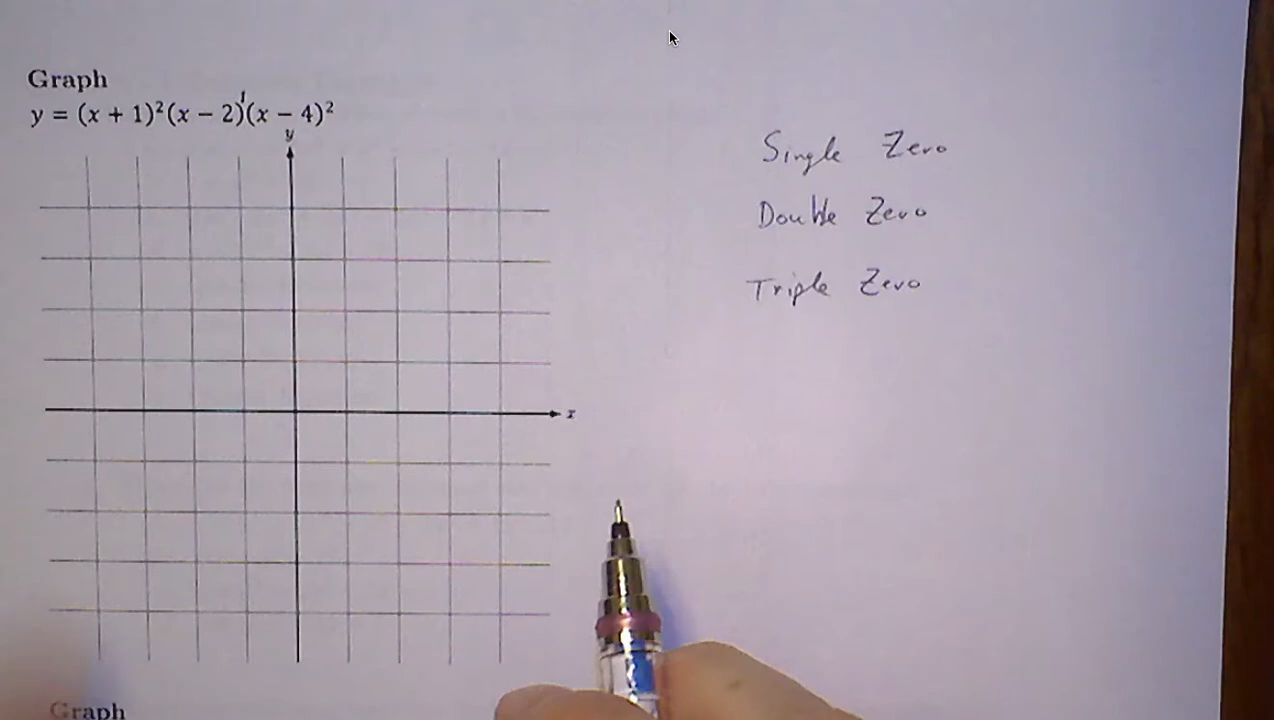 Graph
y = (x + 1)²(x − 2)¹(x − 4)²
y
x
Single Zero
Double Zero
Triple Zero
Graph